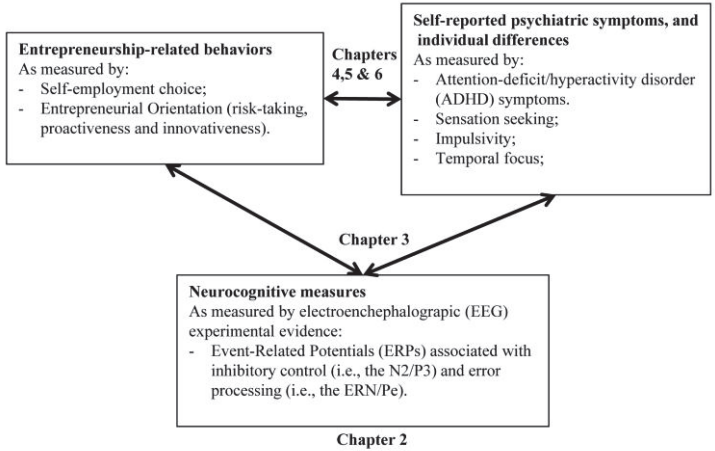 Entrepreneurship-related behaviors
As measured by:
- Self-employment choice;
- Entrepreneurial Orientation (risk-taking,
proactiveness and innovativeness).
Chapters
4,5 & 6
Self-reported psychiatric symptoms, and
individual differences
As measured by:
- Attention-deficit/hyperactivity disorder
(ADHD) symptoms.
- Sensation seeking;
- Impulsivity;
- Temporal focus;
Chapter 3
Neurocognitive measures
As measured by electroenchephalograpic (EEG)
experimental evidence:
- Event-Related Potentials (ERPs) associated with
inhibitory control (i.e., the N2/P3) and error
processing (i.e., the ERN/Pe).
Chapter 2